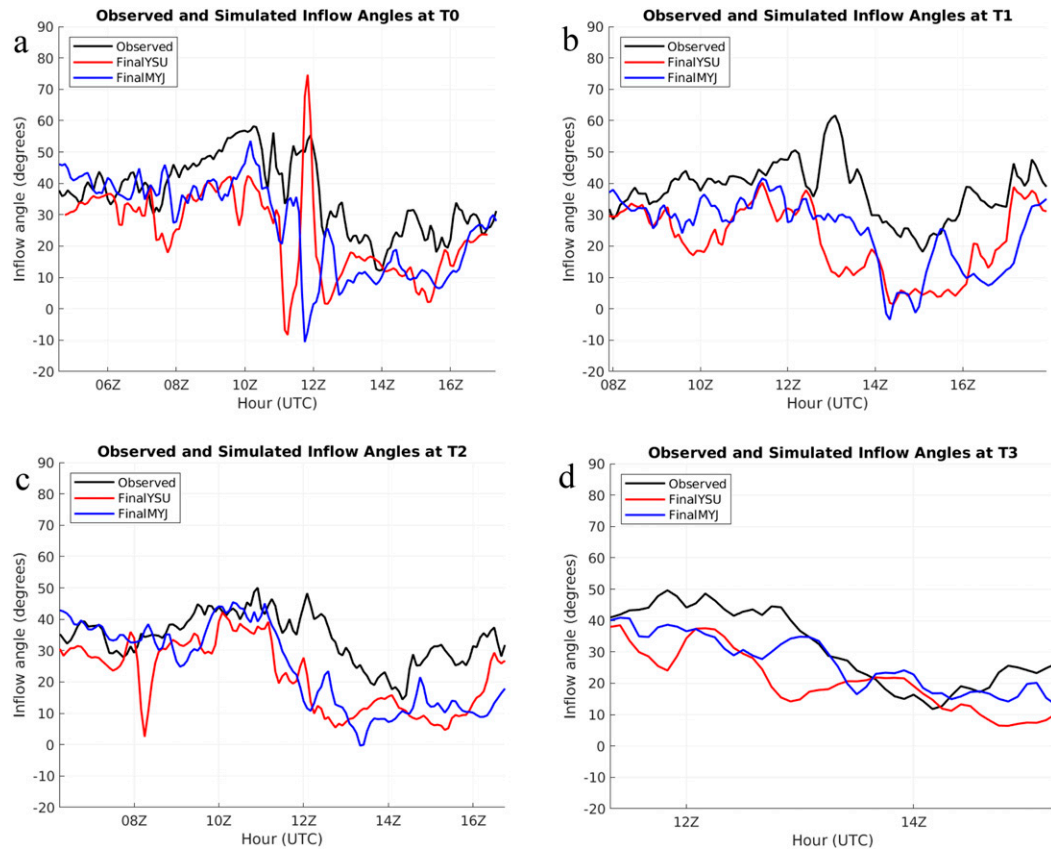 a
Observed and Simulated Inflow Angles at T0
Observed
FinalYSU
FinalMYJ
Inflow angle (degrees)
90
80
70
60
50
40
30
20
10
0
-10
-20
06Z 08Z 10Z 12Z 14Z 16Z
Hour (UTC)
b
Observed and Simulated Inflow Angles at T1
Observed
FinalYSU
FinalMYJ
Inflow angle (degrees)
90
80
70
60
50
40
30
20
10
0
-10
-20
08Z 10Z 12Z 14Z 16Z
Hour (UTC)
c
Observed and Simulated Inflow Angles at T2
Observed
FinalYSU
FinalMYJ
Inflow angle (degrees)
90
80
70
60
50
40
30
20
10
0
-10
-20
08Z 10Z 12Z 14Z 16Z
Hour (UTC)
d
Observed and Simulated Inflow Angles at T3
Observed
FinalYSU
FinalMYJ
Inflow angle (degrees)
90
80
70
60
50
40
30
20
10
0
-10
-20
12Z 14Z
Hour (UTC)